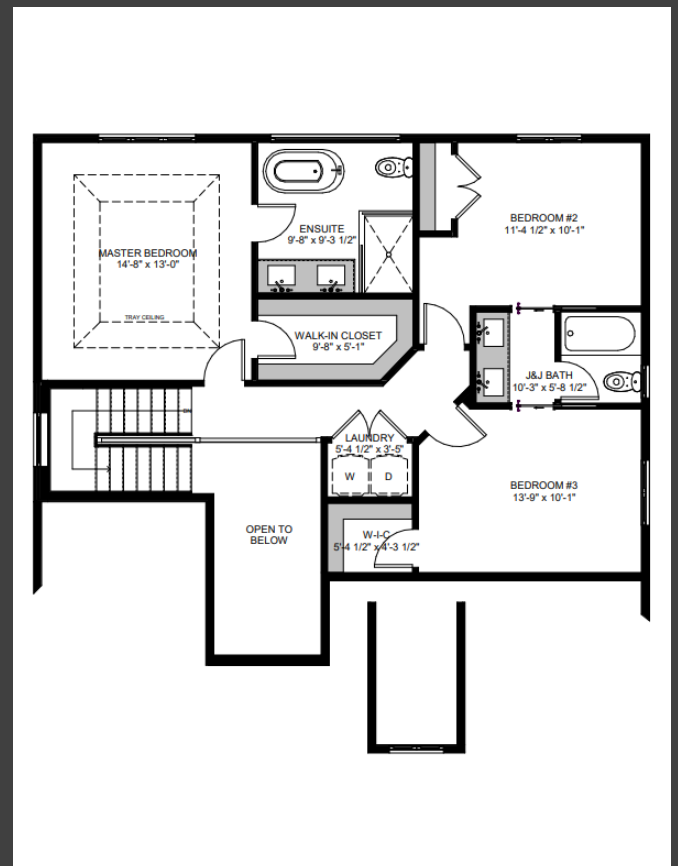 MASTER BEDROOM
14'-8" x 13'-0"
TRAY CEILING
ENSUITE
9'-8" x 9'-3 1/2"
WALK-IN CLOSET
9'-8" x 5'-1"
BEDROOM #2
11'-4 1/2" x 10'-1"
J&J BATH
10'-3" x 5'-8 1/2"
DN
LAUNDRY
5'-4 1/2" x 3'-5"
W
D
BEDROOM #3
13'-9" x 10'-1"
OPEN TO
BELOW
W-I-C
5'-4 1/2" x 4'-3 1/2"